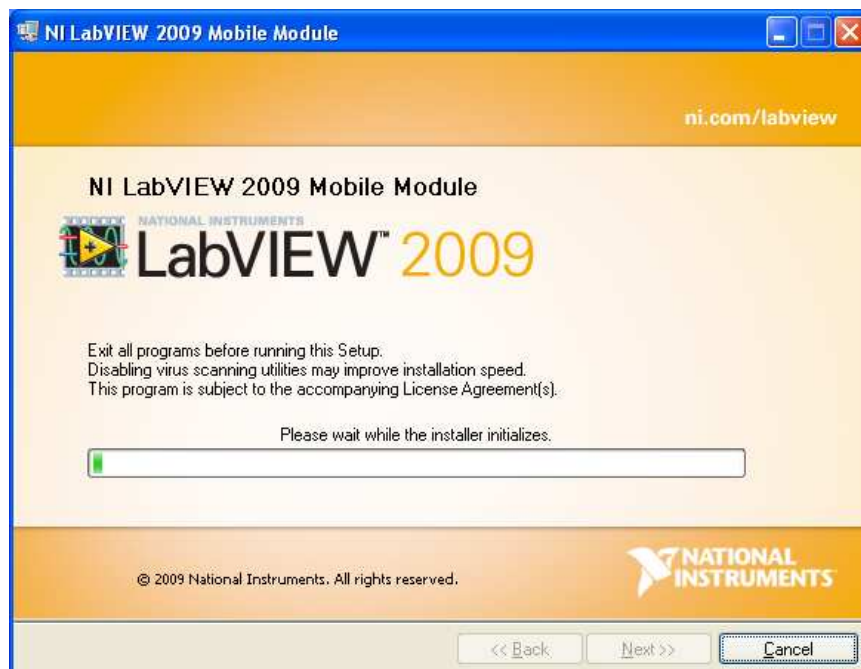 NI LabVIEW 2009 Mobile Module
ni.com/labview
NI LabVIEW 2009 Mobile Module
NATIONAL INSTRUMENTS
LabVIEW™ 2009
Exit all programs before running this Setup.
Disabling virus scanning utilities may improve installation speed.
This program is subject to the accompanying License Agreement(s).
Please wait while the installer initializes.
© 2009 National Instruments. All rights reserved.
NATIONAL
INSTRUMENTS
<< Back
Next >>
Cancel